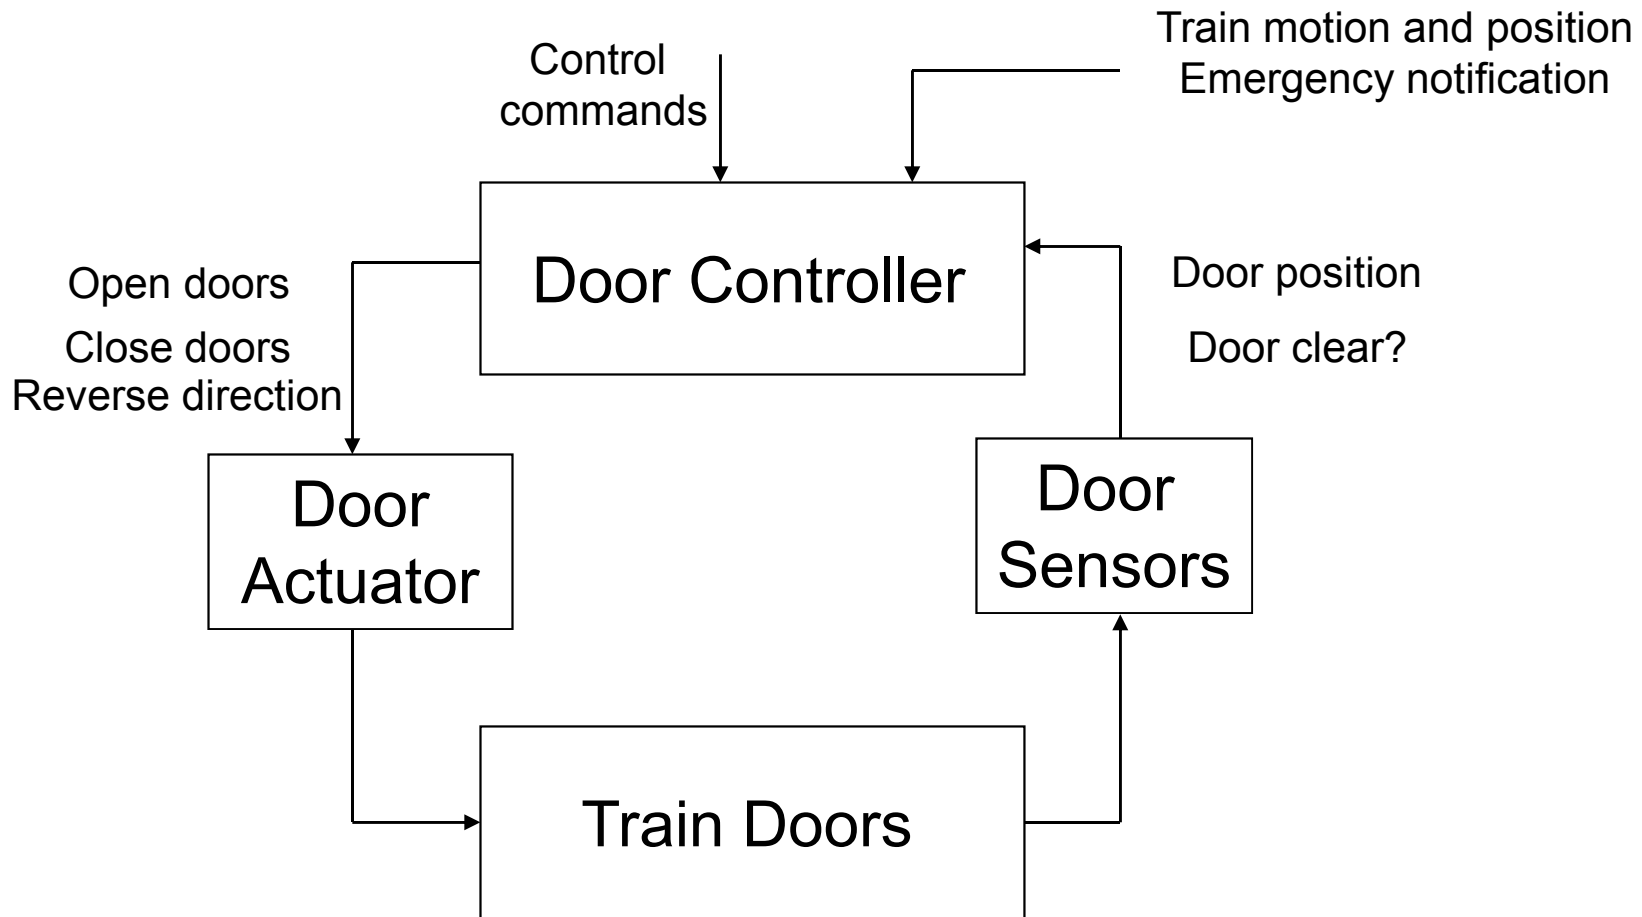 Control
commands
Train motion and position
Emergency notification
Door Controller
Open doors
Close doors
Reverse direction
Door position
Door clear?
Door
Actuator
Door
Sensors
Train Doors